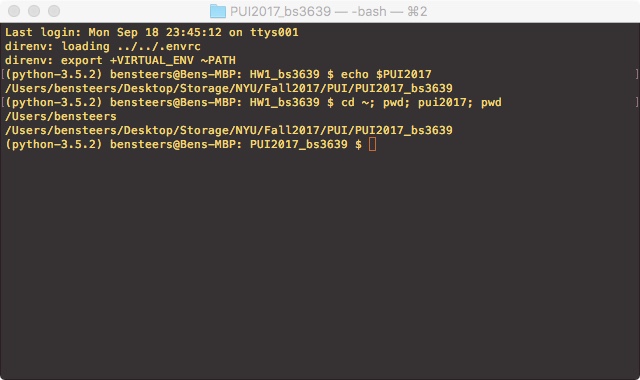 PUI2017_bs3639 — -bash — ⌘2
Last login: Mon Sep 18 23:45:12 on ttys001
direnv: loading ../../.envrc
direnv: export +VIRTUAL_ENV ~PATH
[(python-3.5.2) bensteers@Bens-MBP: HW1_bs3639 $ echo $PUI2017 ]
/Users/bensteers/Desktop/Storage/NYU/Fall2017/PUI/PUI2017_bs3639
[(python-3.5.2) bensteers@Bens-MBP: HW1_bs3639 $ cd ~; pwd; pui2017; pwd ]
/Users/bensteers
/Users/bensteers/Desktop/Storage/NYU/Fall2017/PUI/PUI2017_bs3639
(python-3.5.2) bensteers@Bens-MBP: PUI2017_bs3639 $